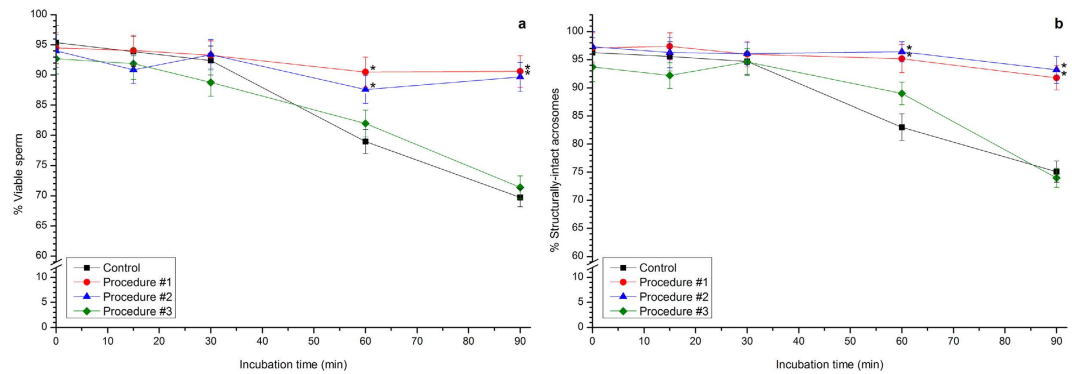 a
% Viable sperm
100
95
90
85
80
75
70
65
60
10
5
0
* * * *
Control
Procedure #1
Procedure #2
Procedure #3
0 10 20 30 40 50 60 70 80 90
Incubation time (min)
b
% Structurally-intact acrosomes
100
95
90
85
80
75
70
65
60
10
5
0
* * * *
Control
Procedure #1
Procedure #2
Procedure #3
0 10 20 30 40 50 60 70 80 90
Incubation time (min)